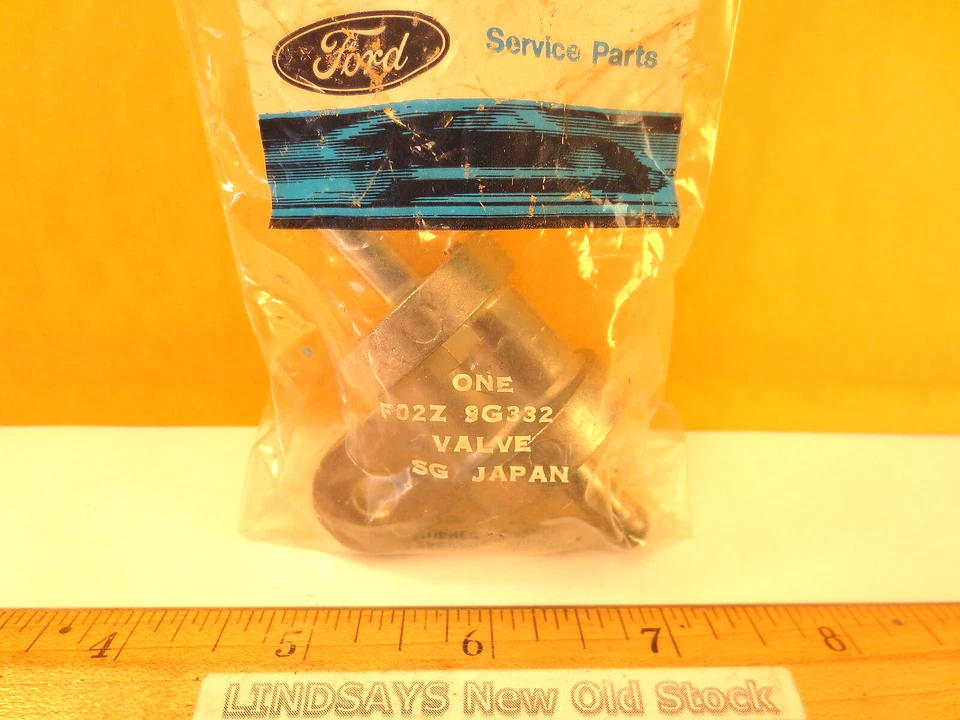 Ford
Service Parts
ONE
F02Z 9G332
VALVE
SG JAPAN
4 5 6 7 8
LINDSAYS New Old Stock